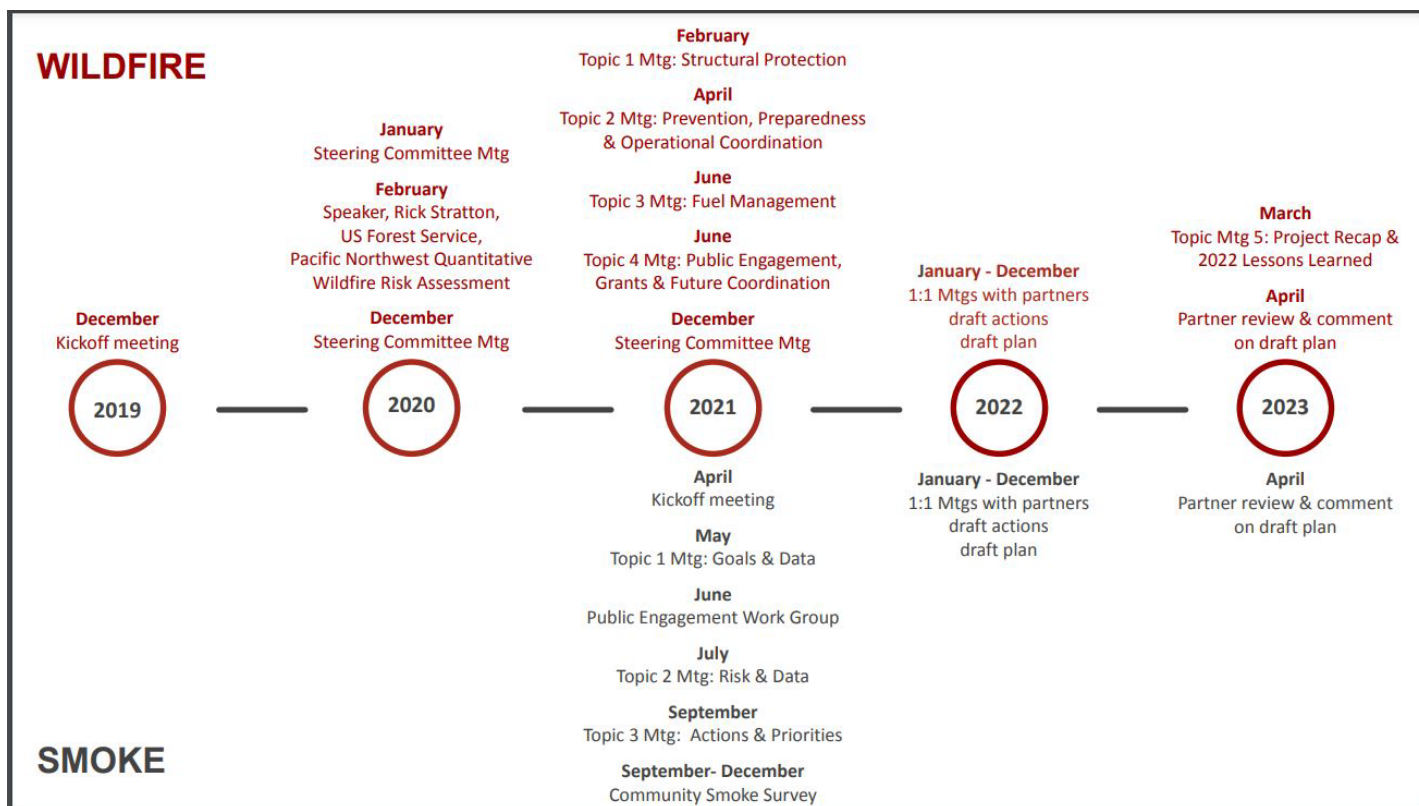 WILDFIRE
December
Kickoff meeting
January
Steering Committee Mtg
February
Speaker, Rick Stratton,
US Forest Service,
Pacific Northwest Quantitative
Wildfire Risk Assessment
December
Steering Committee Mtg
February
Topic 1 Mtg: Structural Protection
April
Topic 2 Mtg: Prevention, Preparedness
& Operational Coordination
June
Topic 3 Mtg: Fuel Management
June
Topic 4 Mtg: Public Engagement,
Grants & Future Coordination
December
Steering Committee Mtg
January - December
1:1 Mtgs with partners
draft actions
draft plan
March
Topic Mtg 5: Project Recap &
2022 Lessons Learned
April
Partner review & comment
on draft plan
2019
2020
2021
2022
2023
April
Kickoff meeting
May
Topic 1 Mtg: Goals & Data
June
Public Engagement Work Group
July
Topic 2 Mtg: Risk & Data
September
Topic 3 Mtg:  Actions & Priorities
September- December
Community Smoke Survey
January - December
1:1 Mtgs with partners
draft actions
draft plan
April
Partner review & comment
on draft plan
SMOKE